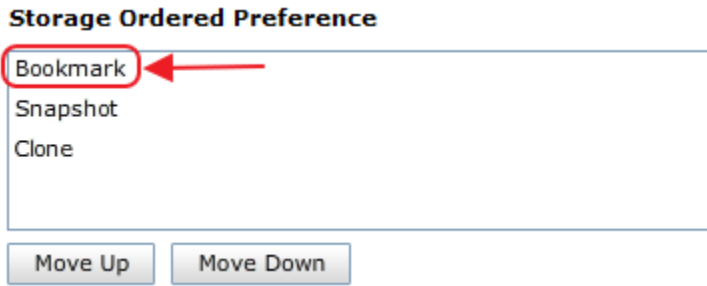 Storage Ordered Preference
Bookmark
Snapshot
Clone
Move Up Move Down